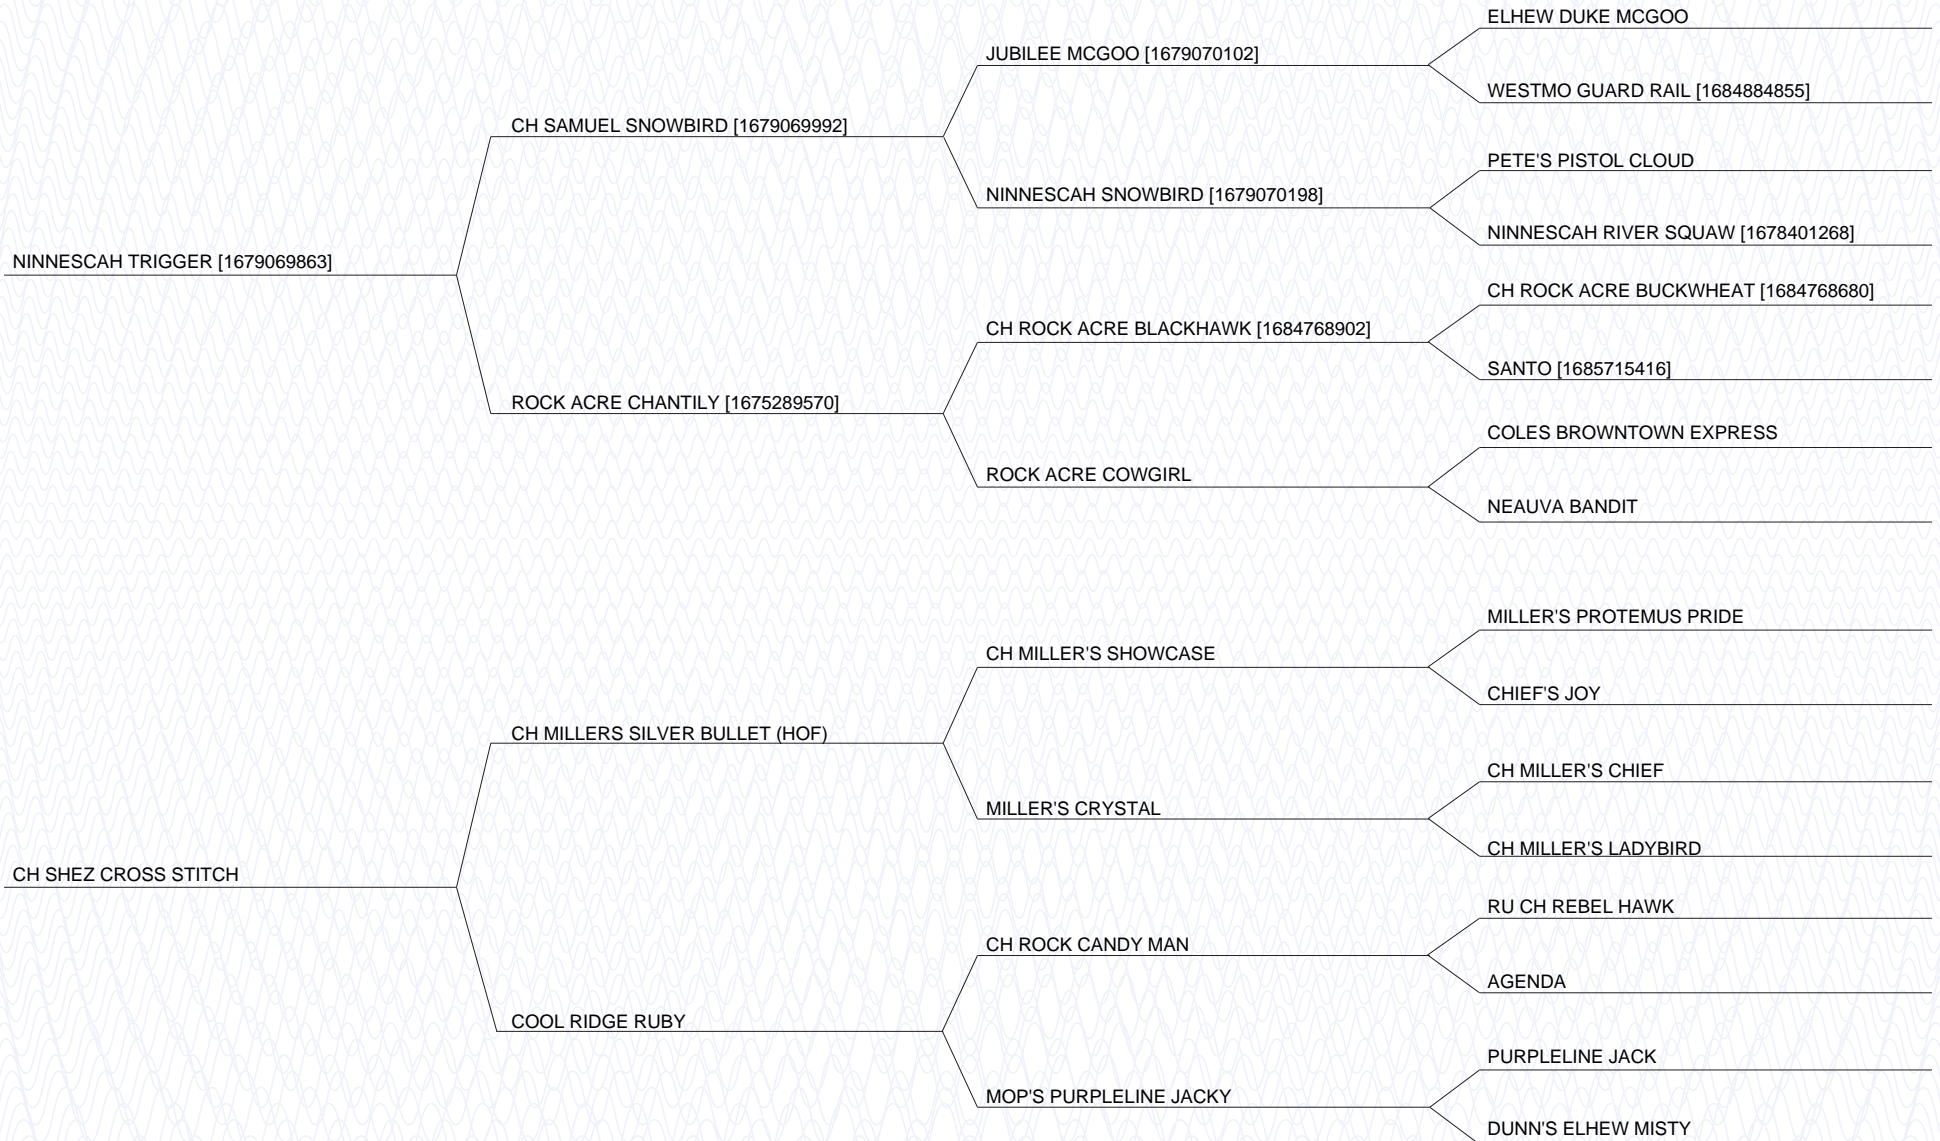 ELHEW DUKE MCGOO
JUBILEE MCGOO [1679070102]
WESTMO GUARD RAIL [1684884855]
CH SAMUEL SNOWBIRD [1679069992]
PETE'S PISTOL CLOUD
NINNESCAH SNOWBIRD [1679070198]
NINNESCAH RIVER SQUAW [1678401268]
NINNESCAH TRIGGER [1679069863]
CH ROCK ACRE BUCKWHEAT [1684768680]
CH ROCK ACRE BLACKHAWK [1684768902]
SANTO [1685715416]
ROCK ACRE CHANTILY [1675289570]
COLES BROWNTOWN EXPRESS
ROCK ACRE COWGIRL
NEAUVA BANDIT
MILLER'S PROTEMUS PRIDE
CH MILLER'S SHOWCASE
CHIEF'S JOY
CH MILLERS SILVER BULLET (HOF)
CH MILLER'S CHIEF
MILLER'S CRYSTAL
CH MILLER'S LADYBIRD
CH SHEZ CROSS STITCH
RU CH REBEL HAWK
CH ROCK CANDY MAN
AGENDA
COOL RIDGE RUBY
PURPLELINE JACK
MOP'S PURPLELINE JACKY
DUNN'S ELHEW MISTY